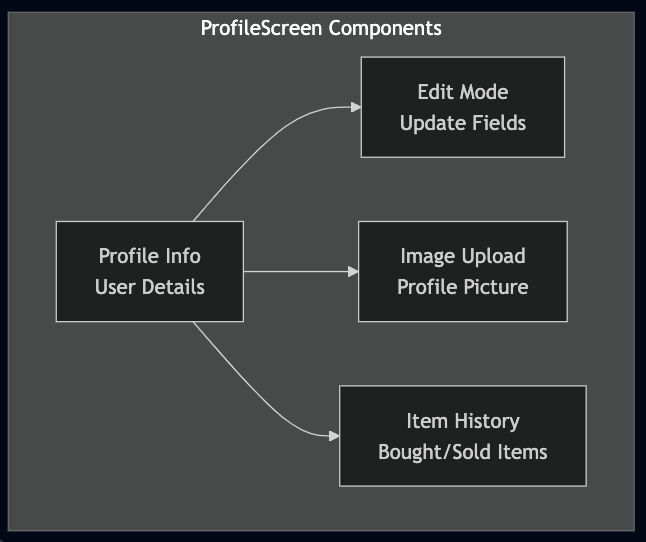 ProfileScreen Components
Edit Mode
Update Fields
Profile Info
User Details
Image Upload
Profile Picture
Item History
Bought/Sold Items